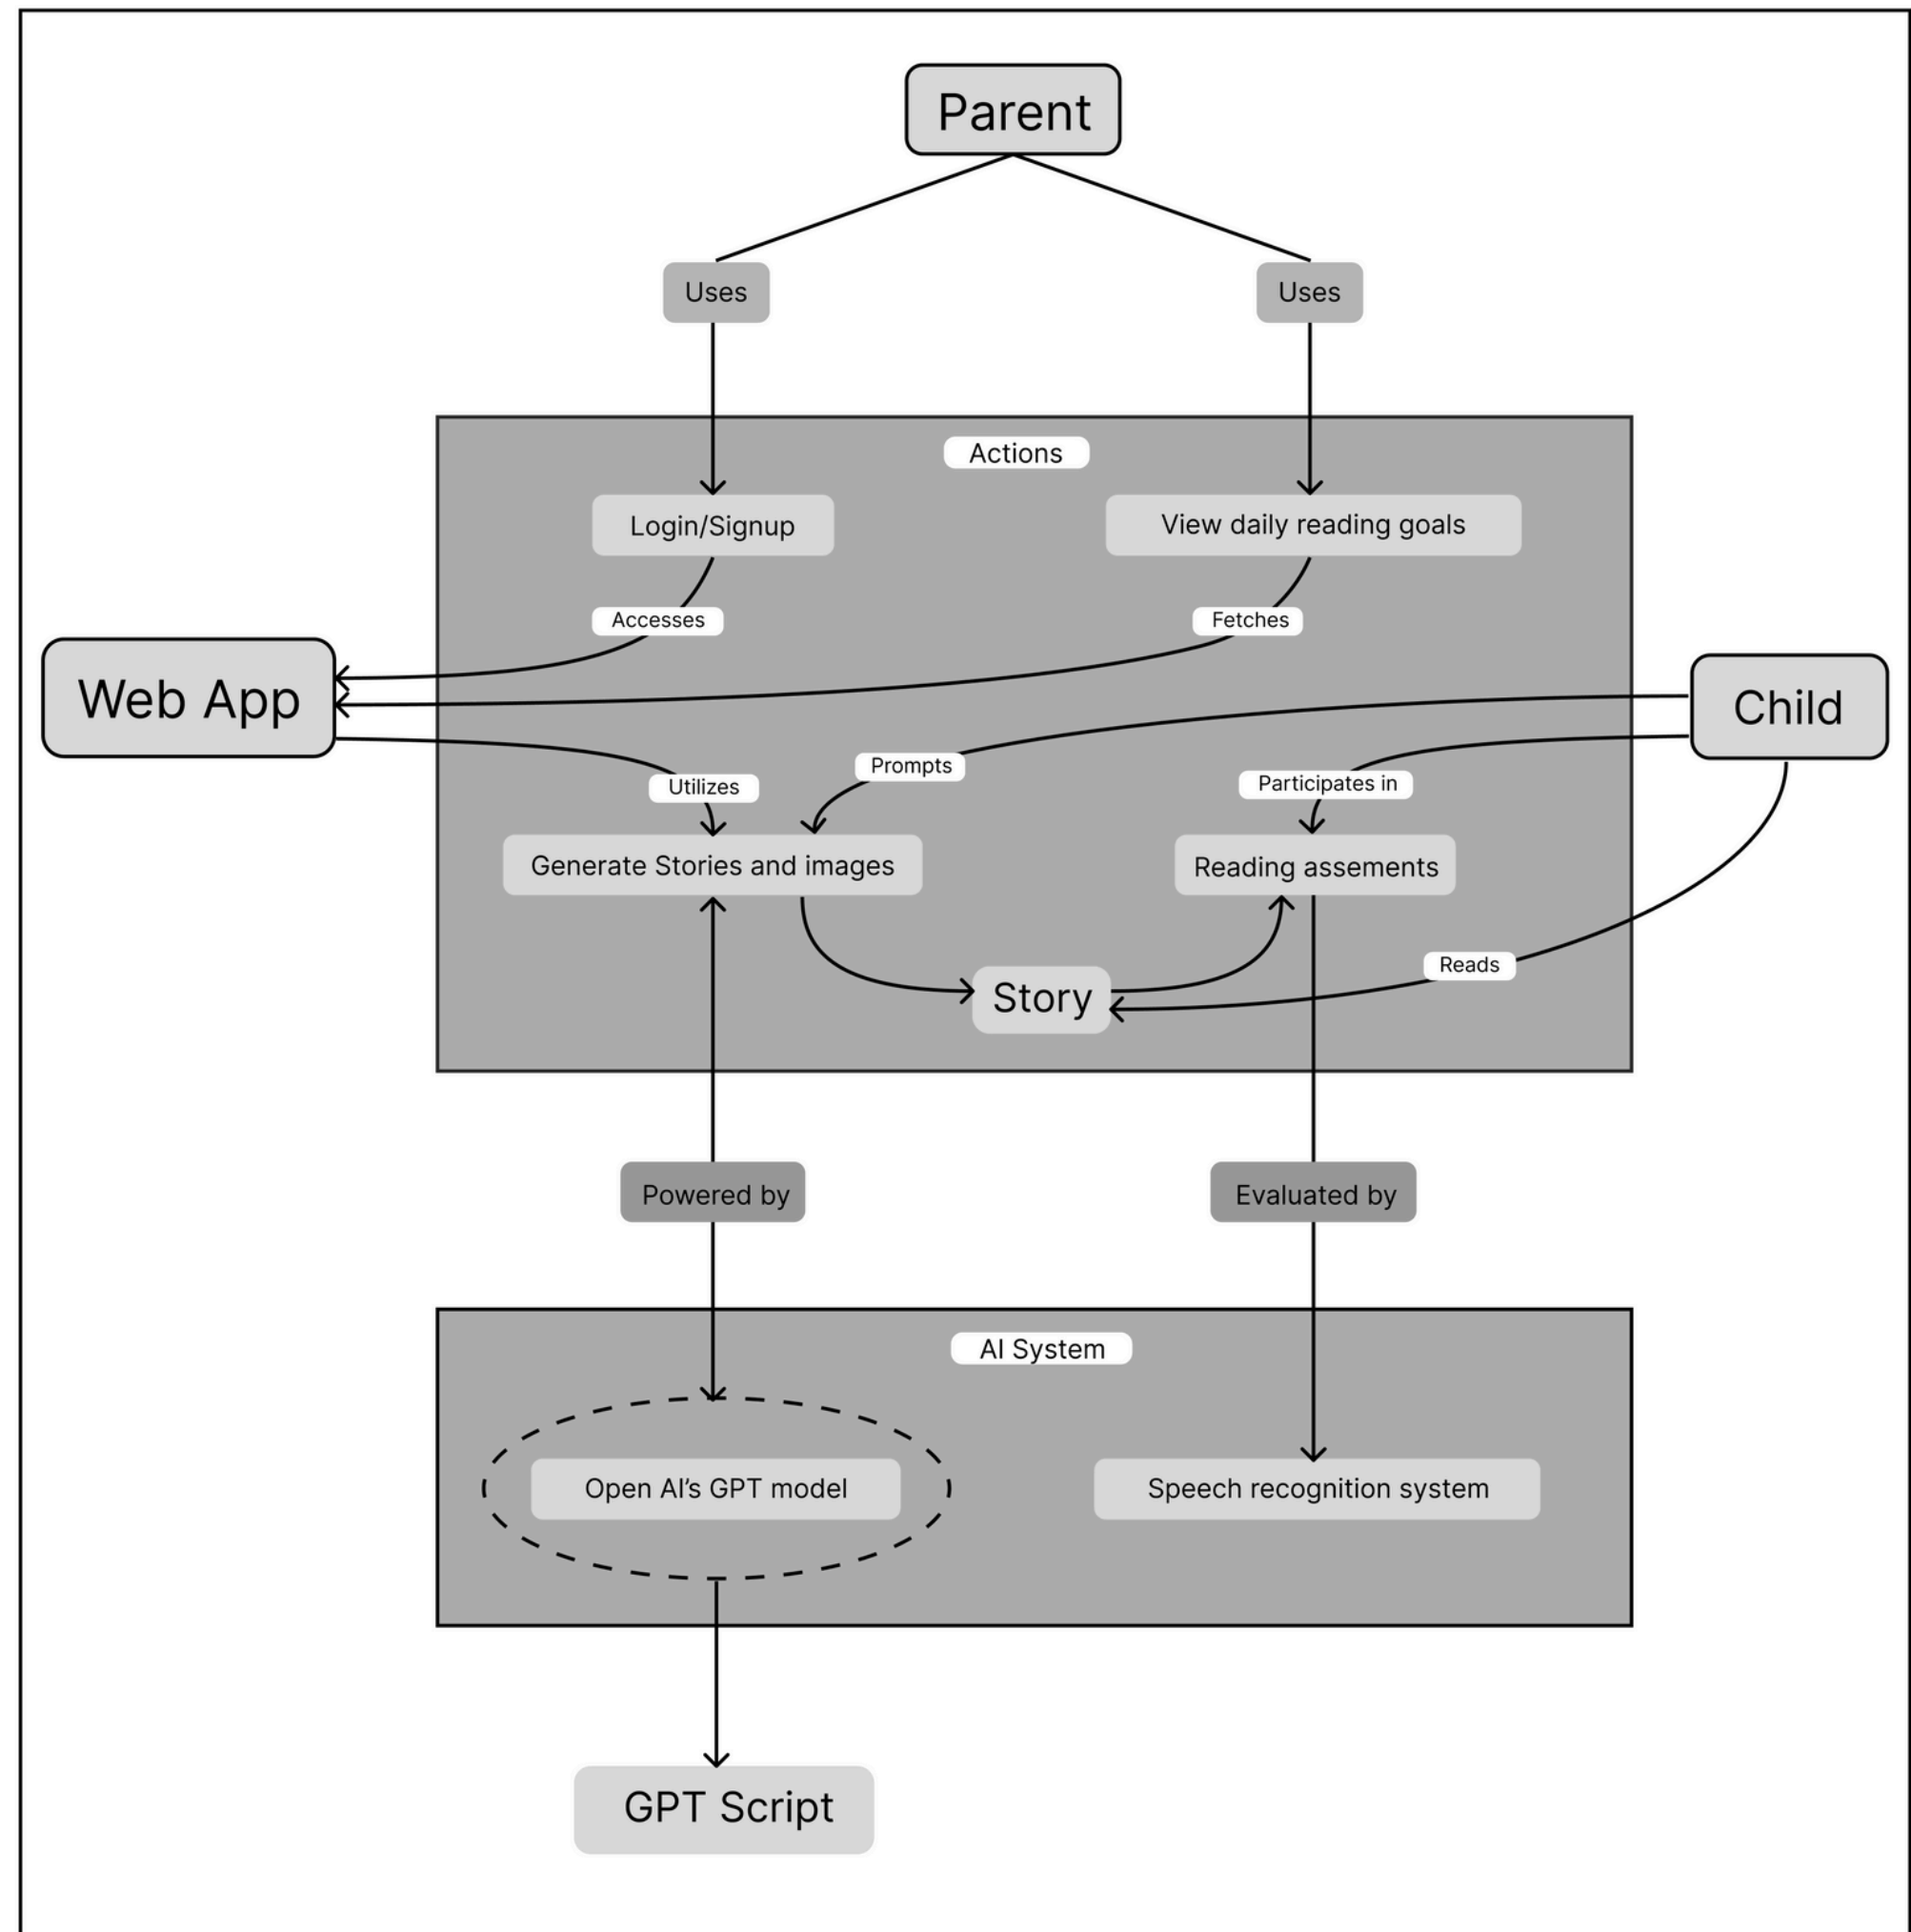 Parent
Uses
Uses
Actions
Login/Signup
View daily reading goals
Accesses
Fetches
Web App
Child
Prompts
Participates in
Utilizes
Generate Stories and images
Reading assements
Reads
Story
Powered by
Evaluated by
AI System
Open AI’s GPT model
Speech recognition system
GPT Script